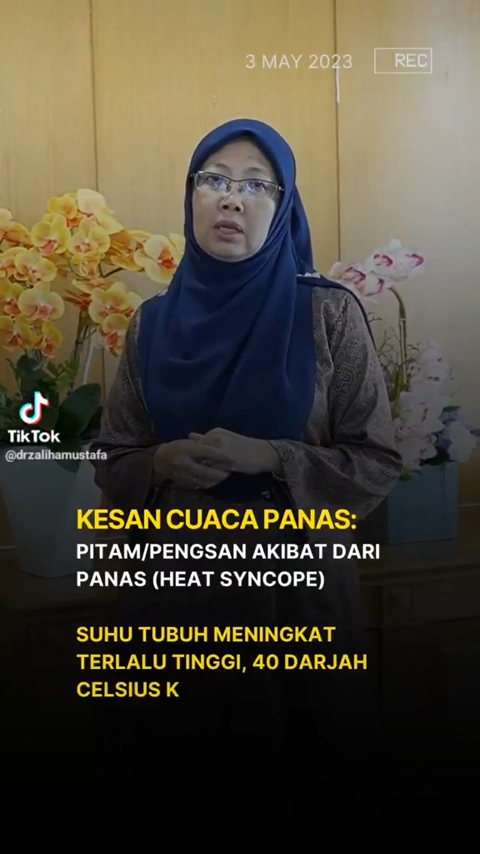 3 MAY 2023 REC
TikTok
@drzalihamustafa
KESAN CUACA PANAS:
PITAM/PENGSAN AKIBAT DARI
PANAS (HEAT SYNCOPE)
SUHU TUBUH MENINGKAT
TERLALU TINGGI, 40 DARJAH
CELSIUS K